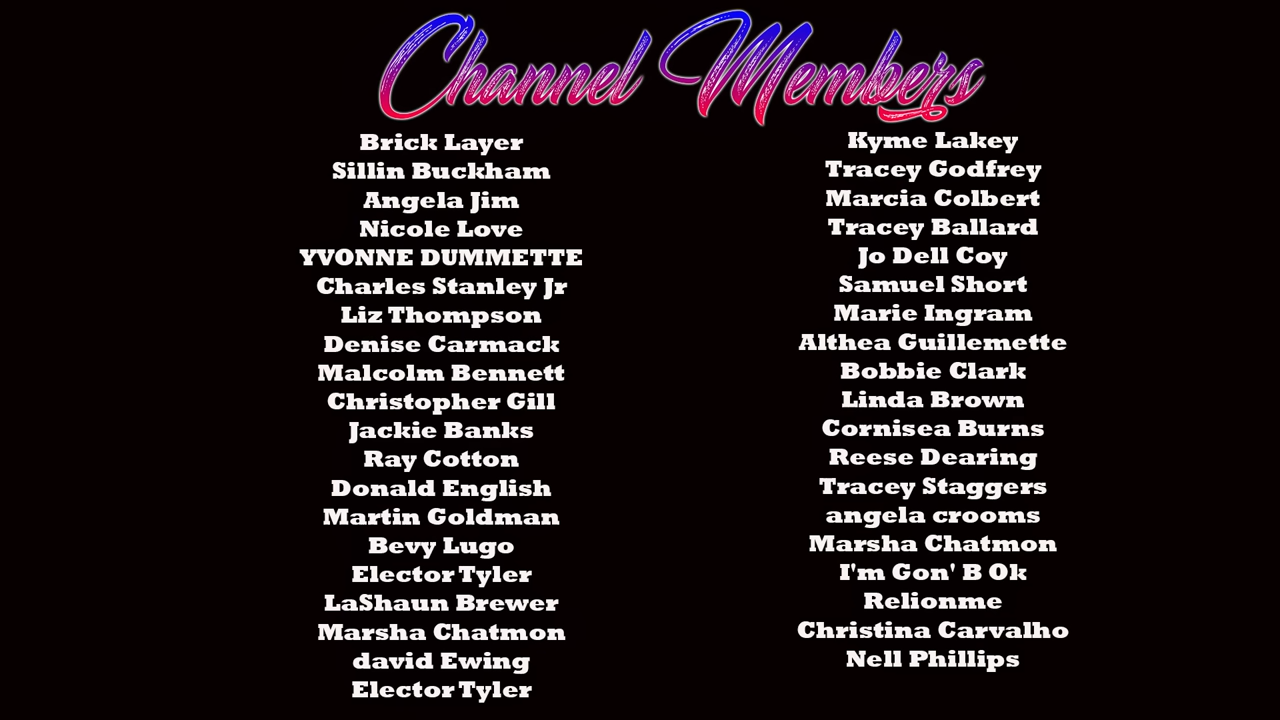 Channel Members
Brick Layer
Sillin Buckham
Angela Jim
Nicole Love
YVONNE DUMMETTE
Charles Stanley Jr
Liz Thompson
Denise Carmack
Malcolm Bennett
Christopher Gill
Jackie Banks
Ray Cotton
Donald English
Martin Goldman
Bevy Lugo
Elector Tyler
LaShaun Brewer
Marsha Chatmon
david Ewing
Elector Tyler
Kyme Lakey
Tracey Godfrey
Marcia Colbert
Tracey Ballard
Jo Dell Coy
Samuel Short
Marie Ingram
Althea Guillemette
Bobbie Clark
Linda Brown
Cornisea Burns
Reese Dearing
Tracey Staggers
angela crooms
Marsha Chatmon
I'm Gon' B Ok
Relionme
Christina Carvalho
Nell Phillips